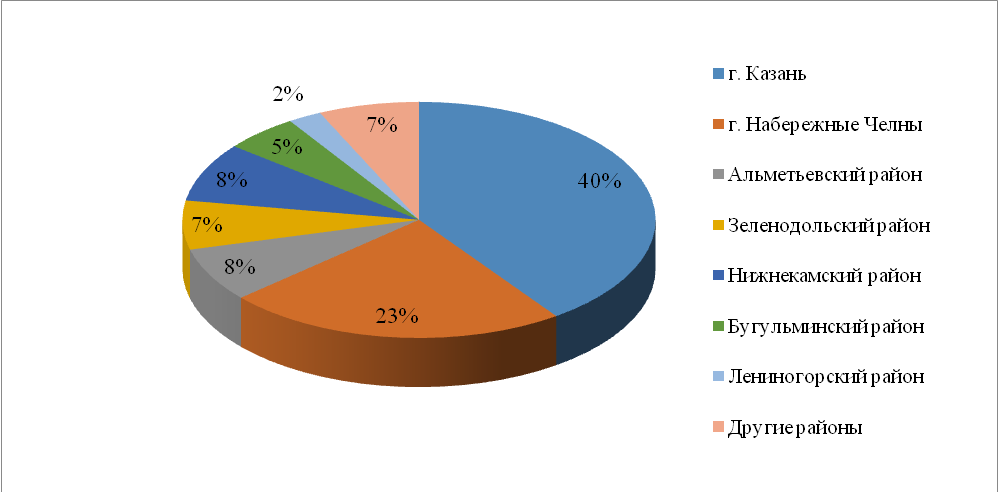 2%
7%
5%
40%
8%
7%
8%
23%
г. Казань
г. Набережные Челны
Альметьевский район
Зеленодольский район
Нижнекамский район
Бугульминский район
Лениногорский район
Другие районы